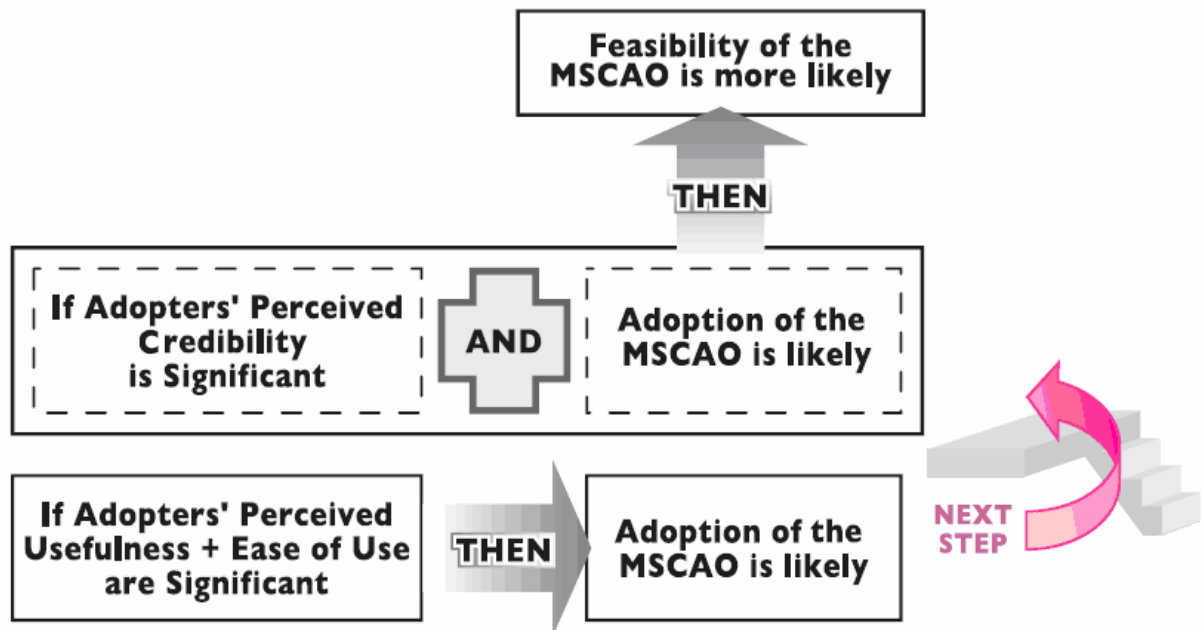 Feasibility of the
MSCAO is more likely
THEN
If Adopters' Perceived
Credibility
is Significant
AND
Adoption of the
MSCAO is likely
If Adopters' Perceived
Usefulness + Ease of Use
are Significant
THEN
Adoption of the
MSCAO is likely
NEXT
STEP